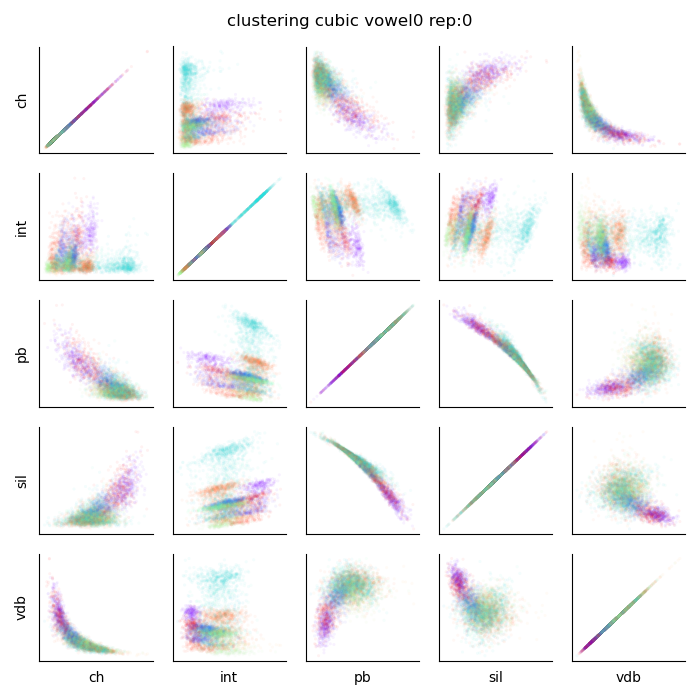 clustering cubic vowel0 rep:0
ch
int
pb
sil
vdb
ch int pb sil vdb